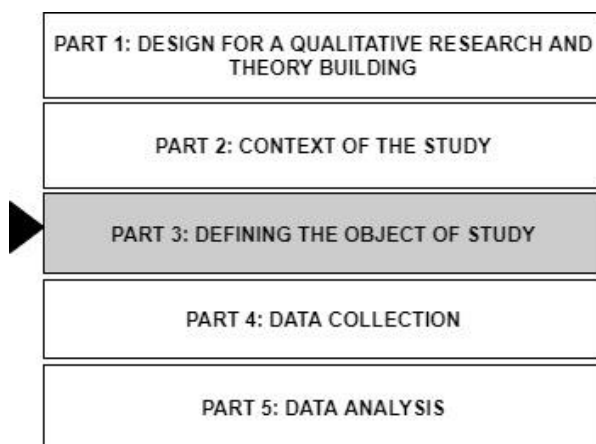 PART 1: DESIGN FOR A QUALITATIVE RESEARCH AND
THEORY BUILDING
PART 2: CONTEXT OF THE STUDY
PART 3: DEFINING THE OBJECT OF STUDY
PART 4: DATA COLLECTION
PART 5: DATA ANALYSIS